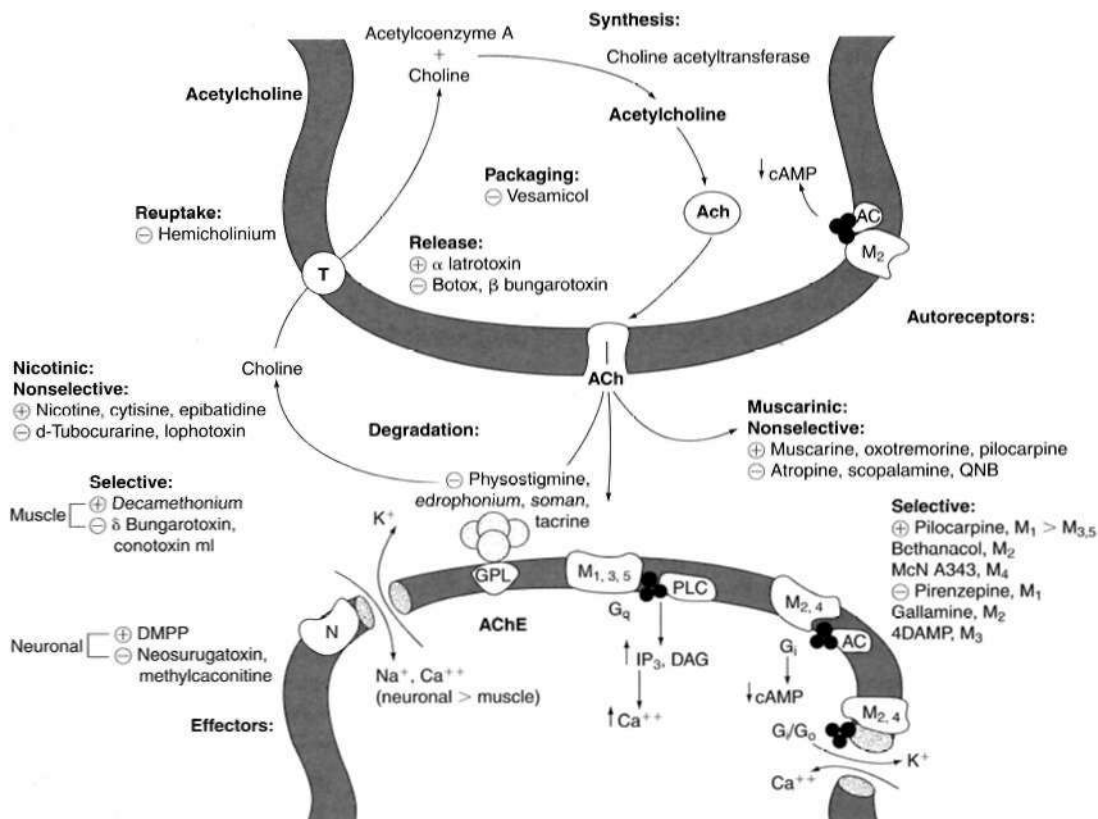 Synthesis:
Acetylcoenzyme A
+
Choline
Choline acetyltransferase
Acetylcholine
Acetylcholine
Packaging:
⊖ Vesamicol
↓ cAMP
Ach
AC
M₂
Reuptake:
⊖ Hemicholinium
Release:
⊕ α latrotoxin
⊖ Botox, β bungarotoxin
T
Autoreceptors:
ACh
Choline
Nicotinic:
Nonselective:
⊕ Nicotine, cytisine, epibatidine
⊖ d-Tubocurarine, lophotoxin
Degradation:
⊖ Physostigmine,
edrophonium, soman,
tacrine
Muscarinic:
Nonselective:
⊕ Muscarine, oxotremorine, pilocarpine
⊖ Atropine, scopalamine, QNB
Selective:
Muscle
⊕ Decamethonium
⊖ δ Bungarotoxin,
conotoxin ml
K⁺
Selective:
⊕ Pilocarpine, M₁ > M₃,₅
Bethanacol, M₂
McN A343, M₄
⊖ Pirenzepine, M₁
Gallamine, M₂
4DAMP, M₃
GPL
AChE
M₁, ₃, ₅
PLC
Gq
↑ IP₃, DAG
↑ Ca⁺⁺
M₂, ₄
AC
Gᵢ
↓ cAMP
M₂, ₄
Gᵢ/Gₒ
K⁺
Ca⁺⁺
N
Neuronal
⊕ DMPP
⊖ Neosurugatoxin,
methylcaconitine
Na⁺, Ca⁺⁺
(neuronal > muscle)
Effectors: